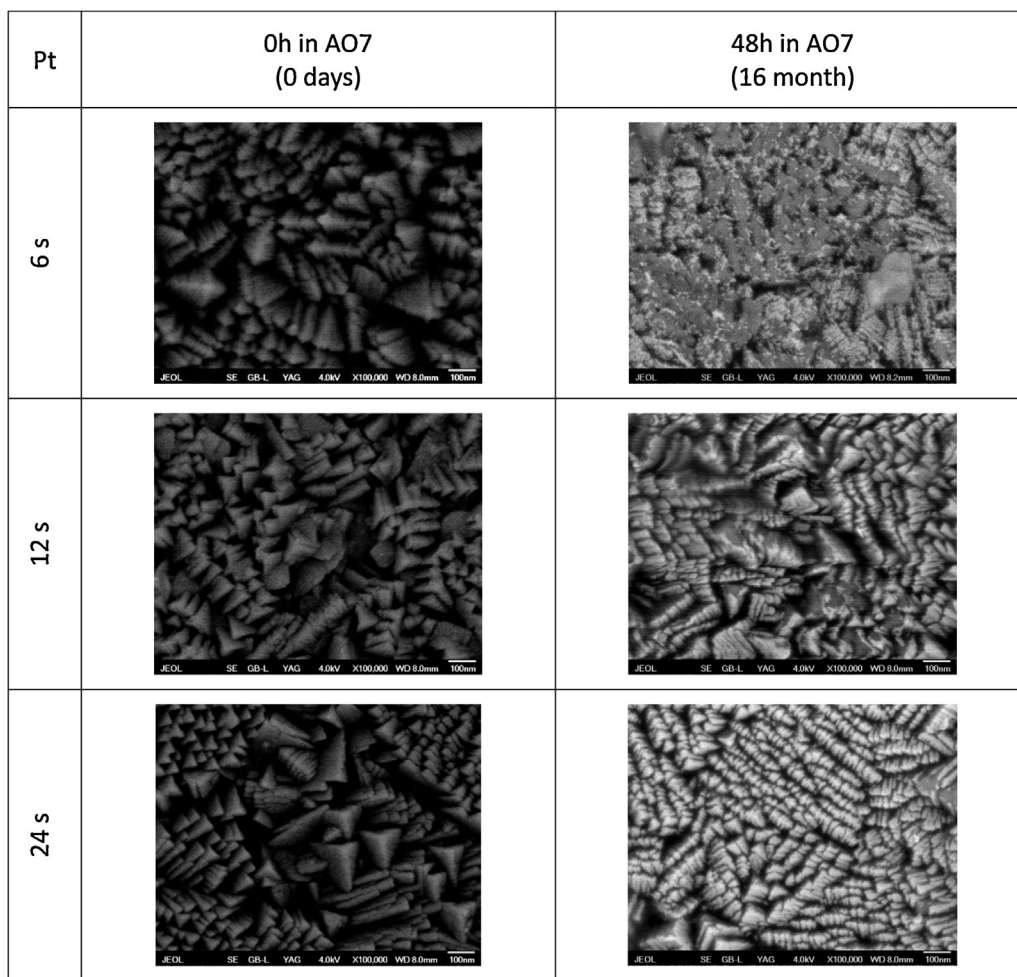 Pt
0h in AO7
(0 days)
48h in AO7
(16 month)
6 s
JEOL SE GB-L YAG 4.0kV X100,000 WD 8.0mm 100nm
JEOL SE GB-L YAG 4.0kV X100,000 WD 8.2mm 100nm
12 s
JEOL SE GB-L YAG 4.0kV X100,000 WD 8.0mm 100nm
JEOL SE GB-L YAG 4.0kV X100,000 WD 8.0mm 100nm
24 s
JEOL SE GB-L YAG 4.0kV X100,000 WD 8.0mm 100nm
JEOL SE GB-L YAG 4.0kV X100,000 WD 8.0mm 100nm